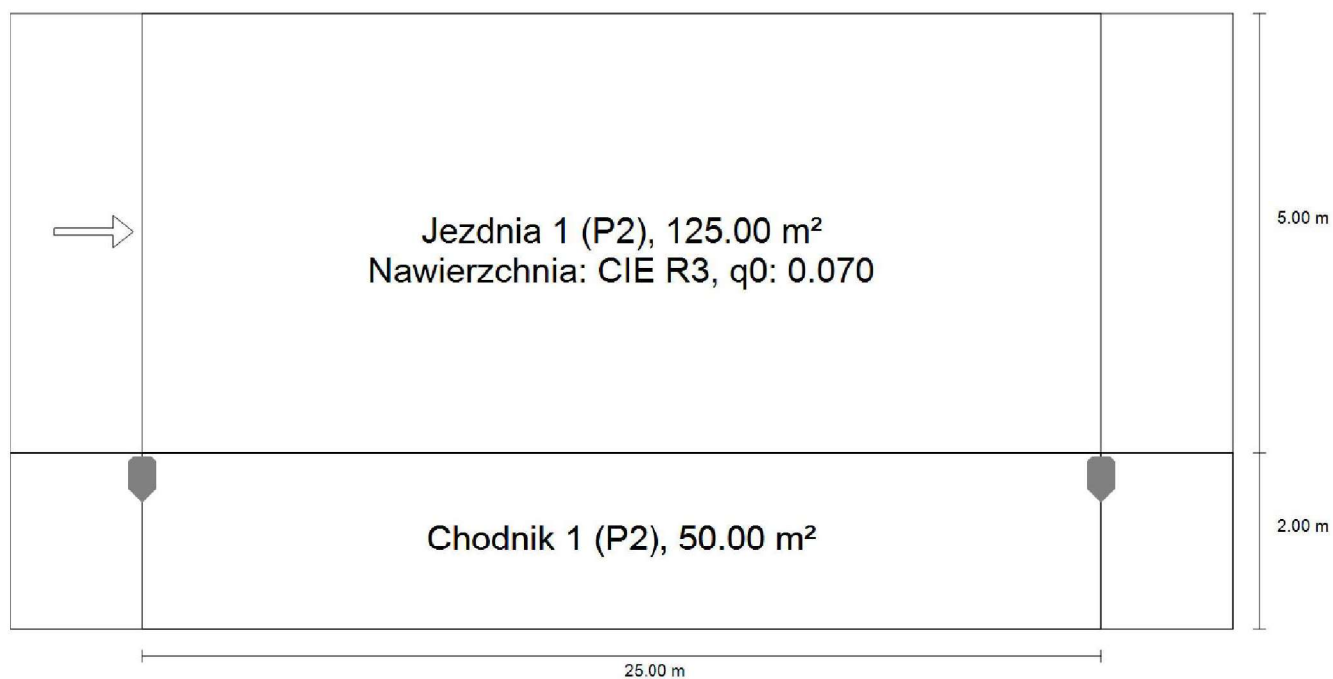 Jezdnia 1 (P2), 125.00 m²
Nawierzchnia: CIE R3, q0: 0.070
5.00 m
Chodnik 1 (P2), 50.00 m²
2.00 m
25.00 m